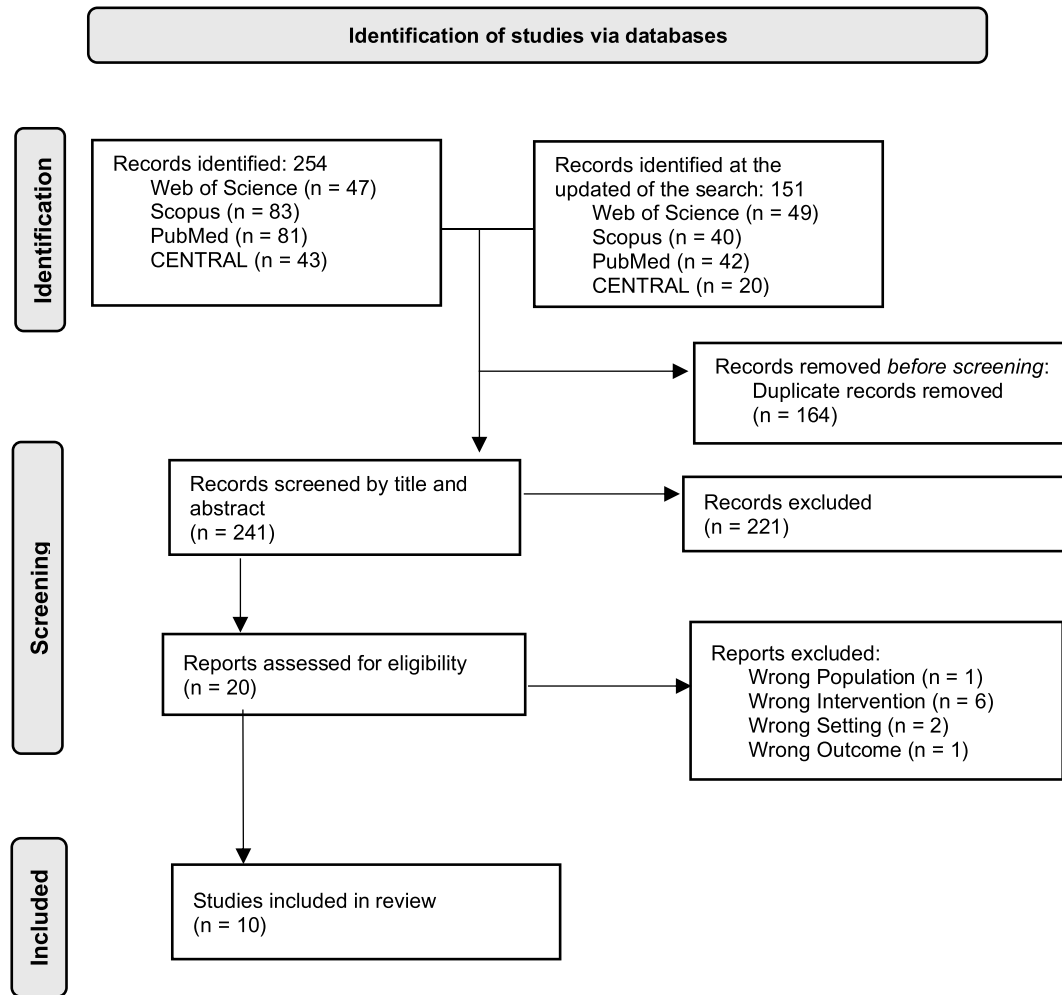 Identification of studies via databases
Identification
Records identified: 254
Web of Science (n = 47)
Scopus (n = 83)
PubMed (n = 81)
CENTRAL (n = 43)
Records identified at the
updated of the search: 151
Web of Science (n = 49)
Scopus (n = 40)
PubMed (n = 42)
CENTRAL (n = 20)
Records removed before screening:
Duplicate records removed
(n = 164)
Screening
Records screened by title and
abstract
(n = 241)
Records excluded
(n = 221)
Reports assessed for eligibility
(n = 20)
Reports excluded:
Wrong Population (n = 1)
Wrong Intervention (n = 6)
Wrong Setting (n = 2)
Wrong Outcome (n = 1)
Included
Studies included in review
(n = 10)